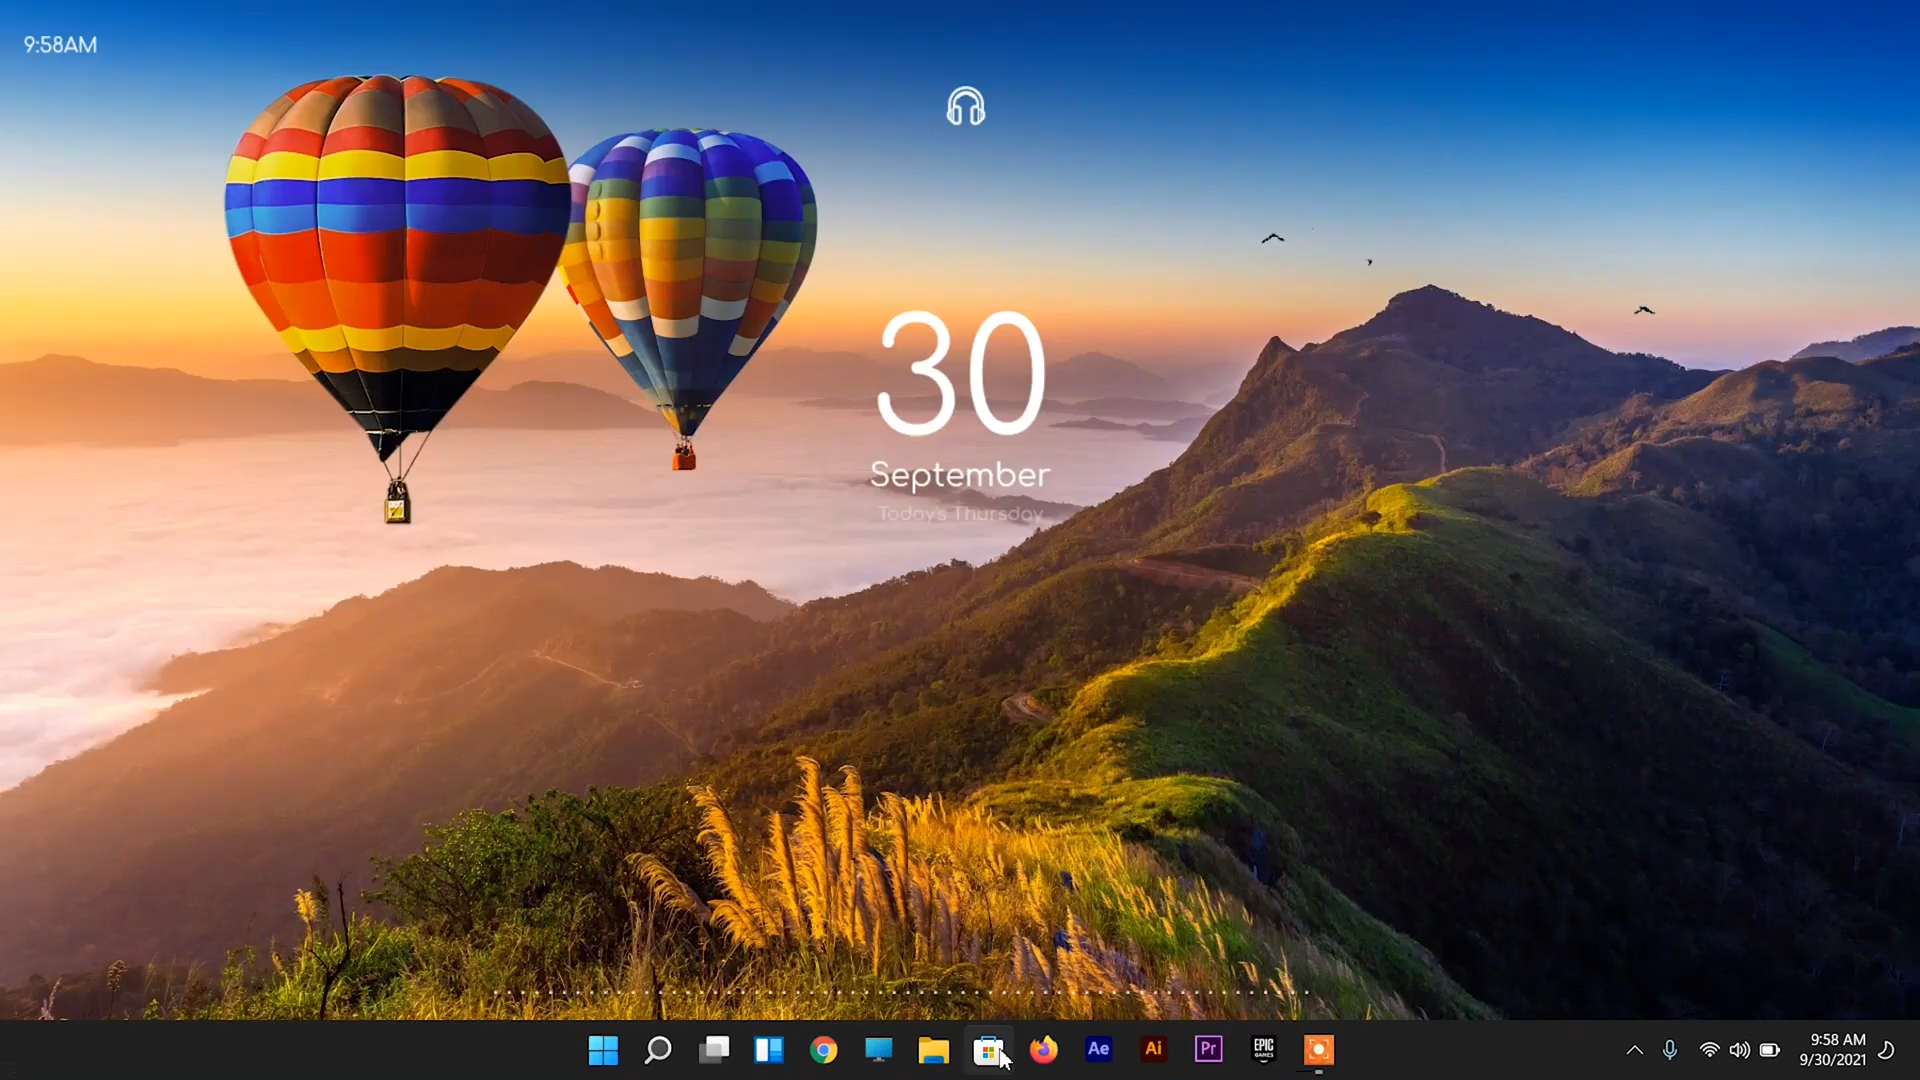 9:58AM
30
September
Today's Thursday
Ae
Ai
Pr
EPIC
GAMES
9:58 AM
9/30/2021